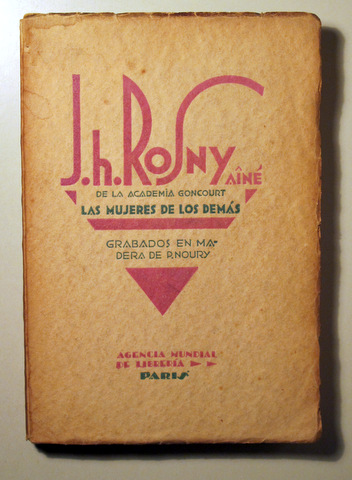 J.h. RosNy
AÎNÉ
DE LA ACADEMÍA GONCOURT
LAS MUJERES DE LOS DEMÁS
GRABADOS EN MA-
DERA DE P.NOURY.
AGENCIA MUNDIAL
DE LIBRERÍA
PARIS